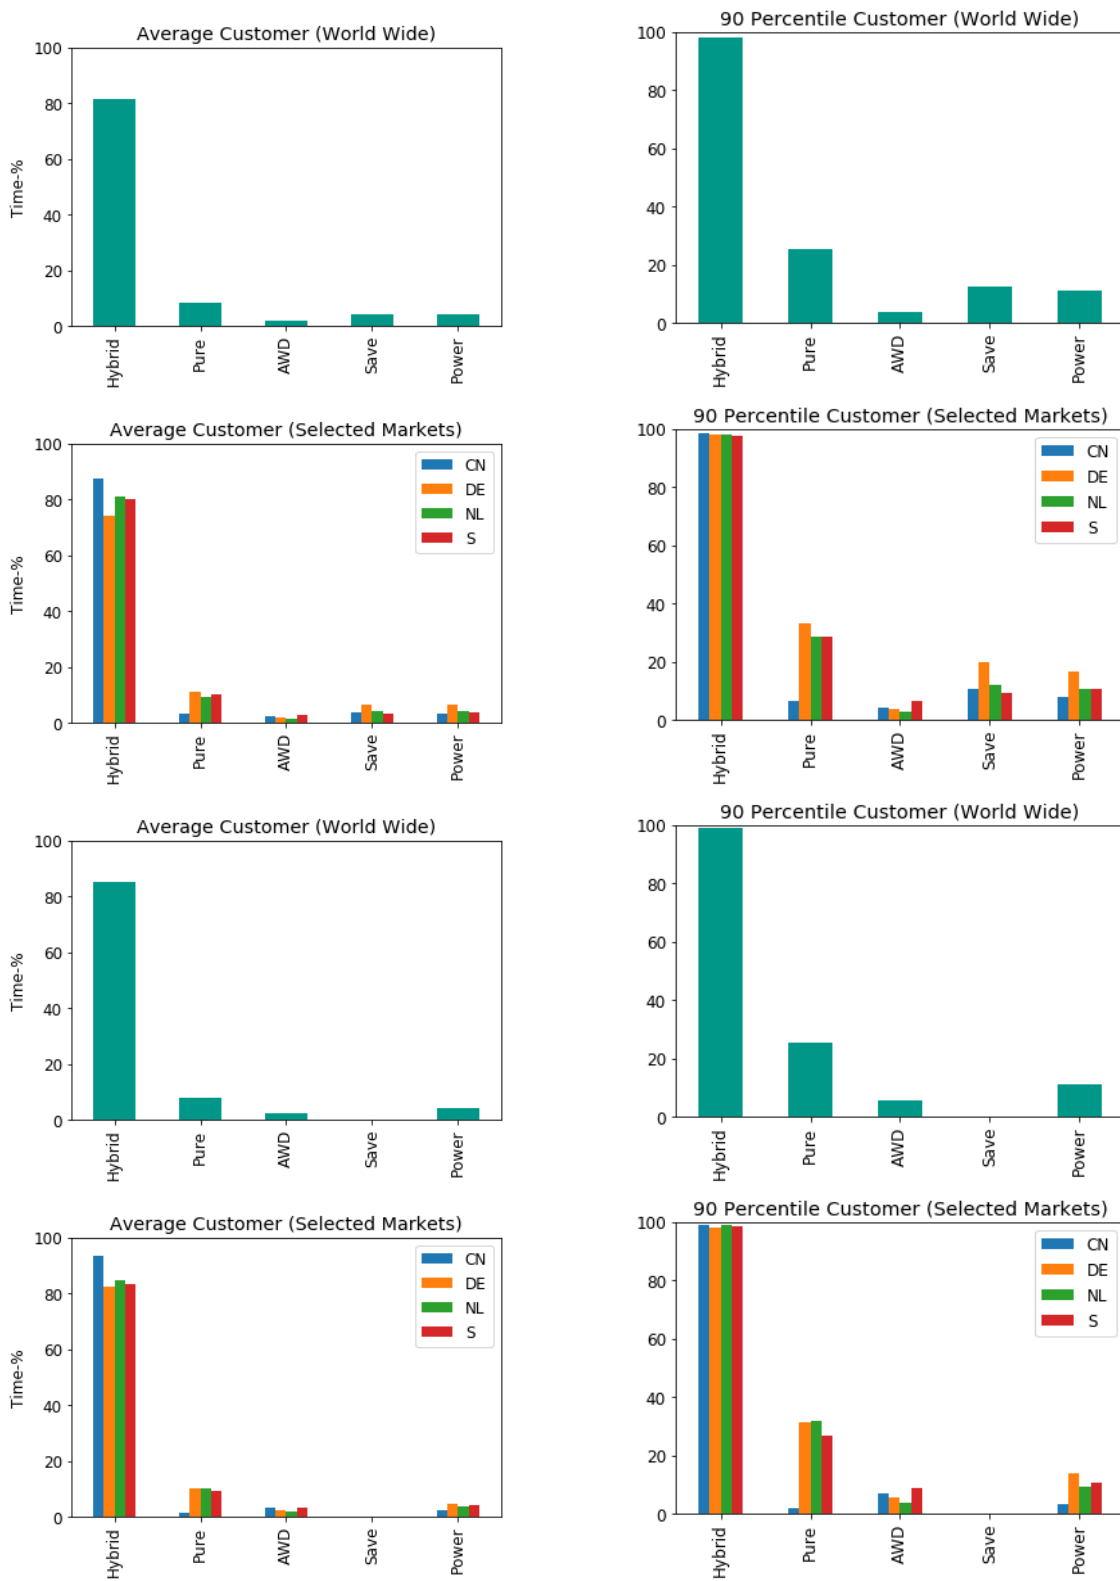 Average Customer (World Wide)
100
80
60
40
20
0
Time-%
Hybrid
Pure
AWD
Save
Power
90 Percentile Customer (World Wide)
100
80
60
40
20
0
Hybrid
Pure
AWD
Save
Power
Average Customer (Selected Markets)
100
80
60
40
20
0
Time-%
CN
DE
NL
S
Hybrid
Pure
AWD
Save
Power
90 Percentile Customer (Selected Markets)
100
80
60
40
20
0
CN
DE
NL
S
Hybrid
Pure
AWD
Save
Power
Average Customer (World Wide)
100
80
60
40
20
0
Time-%
Hybrid
Pure
AWD
Save
Power
90 Percentile Customer (World Wide)
100
80
60
40
20
0
Hybrid
Pure
AWD
Save
Power
Average Customer (Selected Markets)
100
80
60
40
20
0
Time-%
CN
DE
NL
S
Hybrid
Pure
AWD
Save
Power
90 Percentile Customer (Selected Markets)
100
80
60
40
20
0
CN
DE
NL
S
Hybrid
Pure
AWD
Save
Power